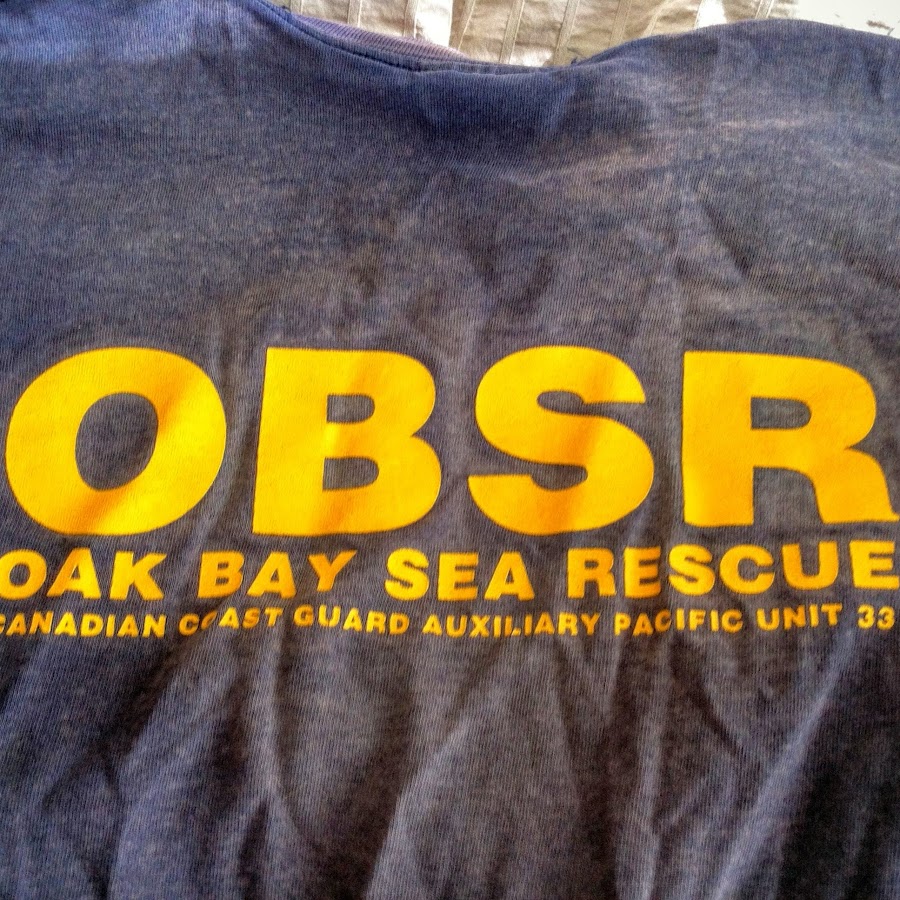 OBSR
OAK BAY SEA RESCUE
CANADIAN COAST GUARD AUXILIARY PACIFIC UNIT 33